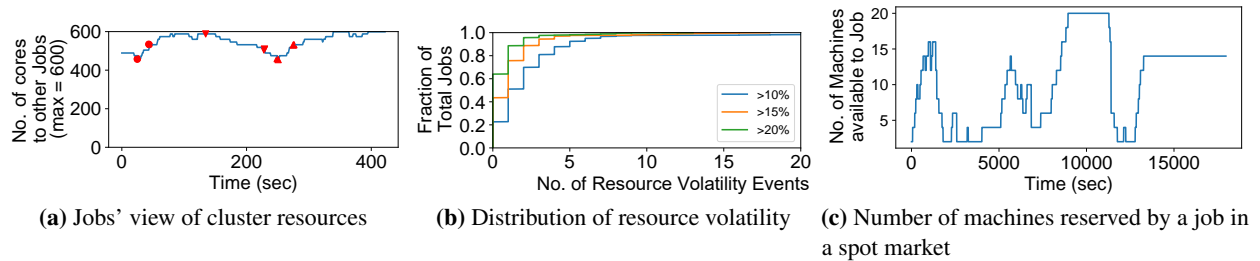 No. of cores
to other Jobs
(max = 600)
600
400
200
0
0
200
400
Time (sec)
(a) Jobs' view of cluster resources
Fraction of
Total Jobs
1.0
0.8
0.6
0.4
0.2
0.0
>10%
>15%
>20%
0
5
10
15
20
No. of Resource Volatility Events
(b) Distribution of resource volatility
No. of Machines
available to Job
20
15
10
5
0
5000
10000
15000
Time (sec)
(c) Number of machines reserved by a job in
a spot market